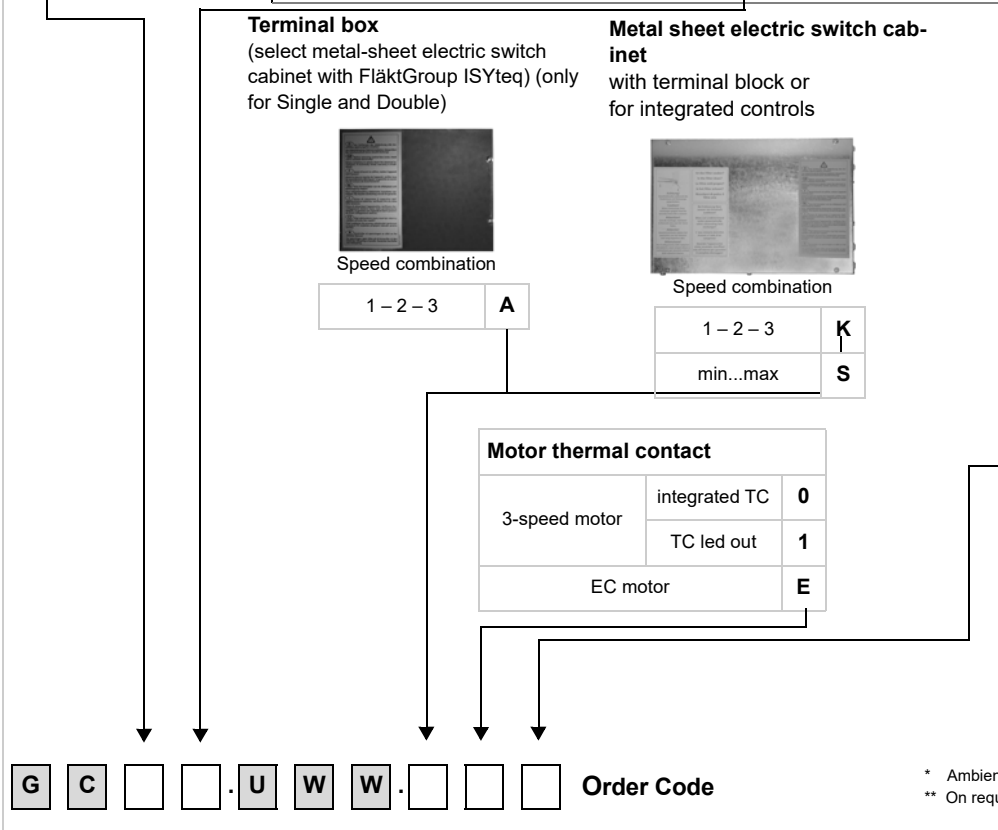 Terminal box
(select metal-sheet electric switch
cabinet with FläktGroup ISYteq) (only
for Single and Double)
Speed combination
1 – 2 – 3 A
Metal sheet electric switch cab-
inet
with terminal block or
for integrated controls
Speed combination
1 – 2 – 3 K
min...max S
Motor thermal contact
3-speed motor
integrated TC 0
TC led out 1
EC motor E
G C . U W W . Order Code
* Ambien
** On requ